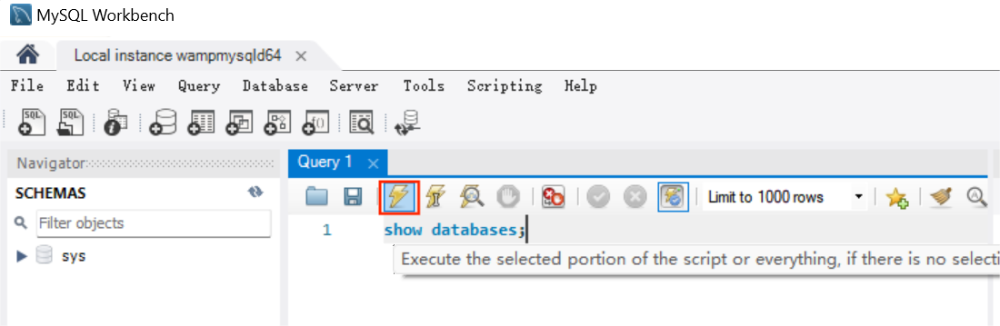 MySQL Workbench
Local instance wampmysqld64 ×
File Edit View Query Database Server Tools Scripting Help
SQL SQL
Navigator
Query 1 ×
SCHEMAS
Limit to 1000 rows
Filter objects
1 show databases;
sys
Execute the selected portion of the script or everything, if there is no selecti